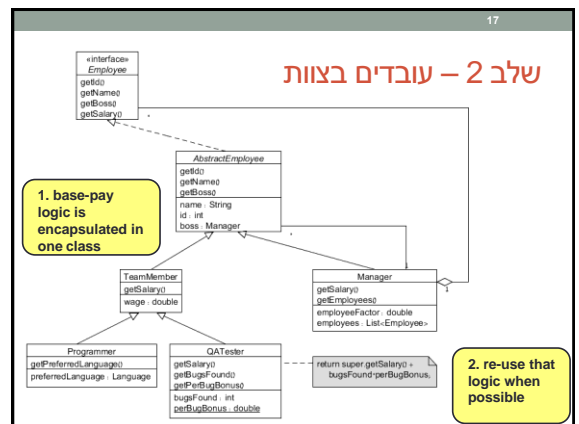 17
שלב 2 – עובדים בצוות
«interface»
Employee
getId()
getName()
getBoss()
getSalary()
*
AbstractEmployee
getId()
getName()
getBoss()
name : String
id : int
boss : Manager
*
1
1. base-pay
logic is
encapsulated in
one class
TeamMember
getSalary()
wage : double
Manager
getSalary()
getEmployees()
employeeFactor : double
employees : List<Employee>
1
Programmer
getPreferredLanguage()
preferredLanguage : Language
QATester
getSalary()
getBugsFound()
getPerBugBonus()
bugsFound : int
perBugBonus : double
return super.getSalary() +
bugsFound*perBugBonus;
2. re-use that
logic when
possible